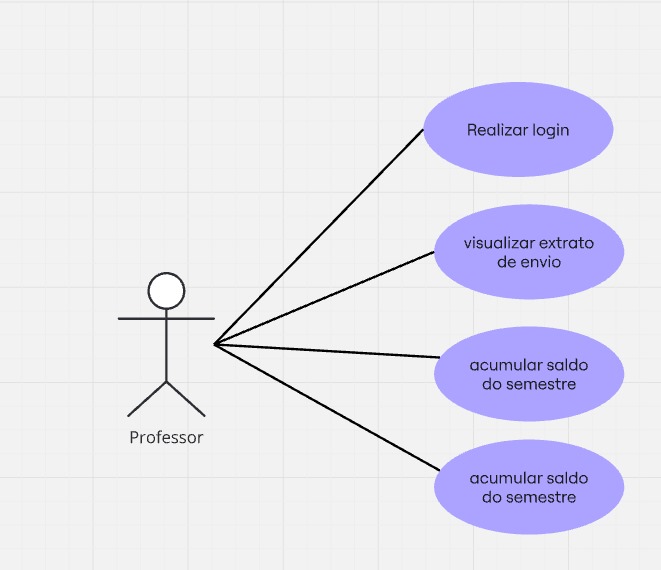 Realizar login
visualizar extrato
de envio
acumular saldo
do semestre
Professor
acumular saldo
do semestre